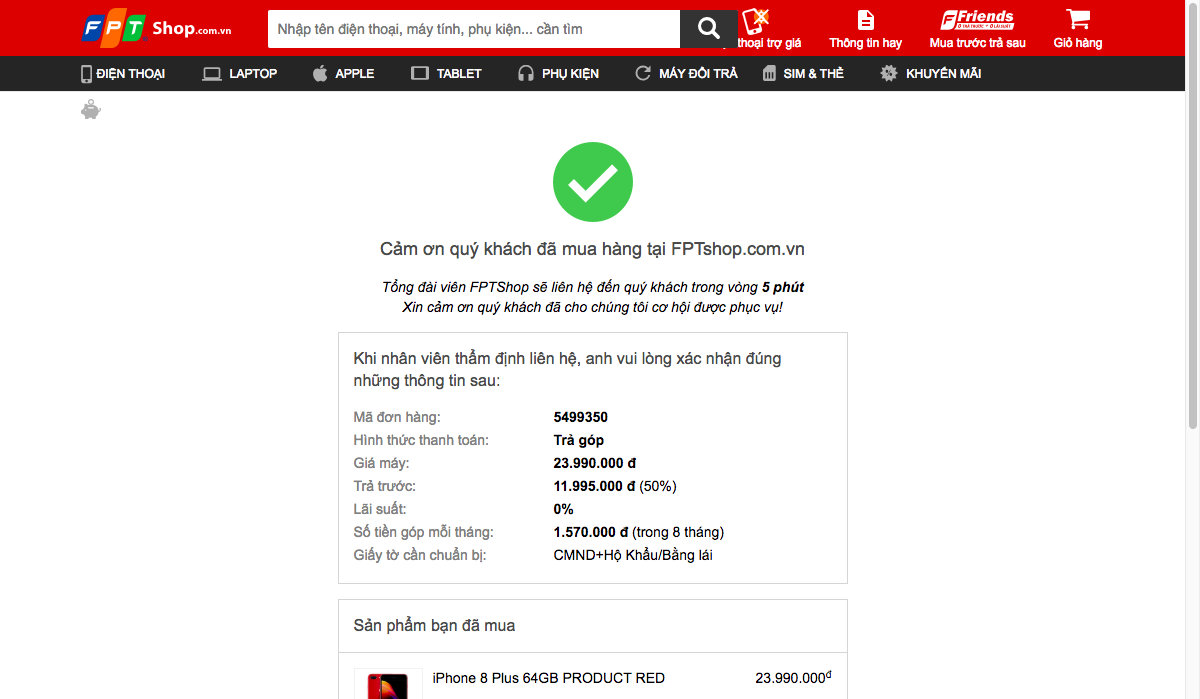 FPT Shop.com.vn
Nhập tên điện thoại, máy tính, phụ kiện... cần tìm
thoại trợ giá
Thông tin hay
Friends
Mua trước trả sau
Giỏ hàng
ĐIỆN THOẠI
LAPTOP
APPLE
TABLET
PHỤ KIỆN
MÁY ĐỔI TRẢ
SIM & THẺ
KHUYẾN MÃI
Cảm ơn quý khách đã mua hàng tại FPTshop.com.vn
Tổng đài viên FPTShop sẽ liên hệ đến quý khách trong vòng 5 phút
Xin cảm ơn quý khách đã cho chúng tôi cơ hội được phục vụ!
Khi nhân viên thẩm định liên hệ, anh vui lòng xác nhận đúng
những thông tin sau:
Mã đơn hàng: 5499350
Hình thức thanh toán: Trả góp
Giá máy: 23.990.000 đ
Trả trước: 11.995.000 đ (50%)
Lãi suất: 0%
Số tiền góp mỗi tháng: 1.570.000 đ (trong 8 tháng)
Giấy tờ cần chuẩn bị: CMND+Hộ Khẩu/Bằng lái
Sản phẩm bạn đã mua
iPhone 8 Plus 64GB PRODUCT RED 23.990.000đ